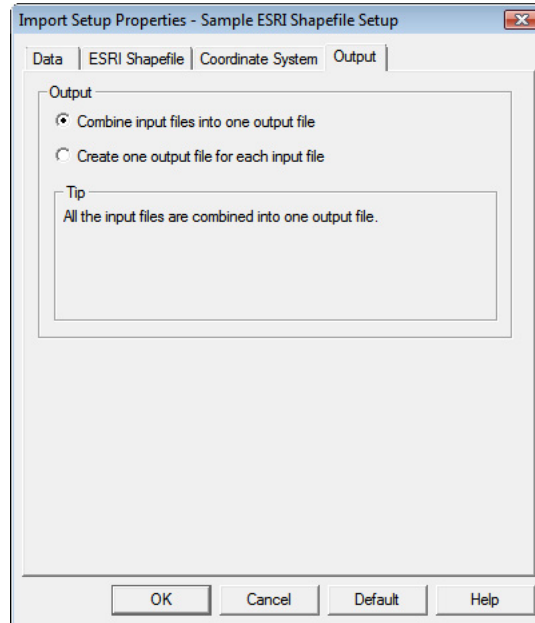 Import Setup Properties - Sample ESRI Shapefile Setup
Data
ESRI Shapefile
Coordinate System
Output
Output
Combine input files into one output file
Create one output file for each input file
Tip
All the input files are combined into one output file.
OK
Cancel
Default
Help